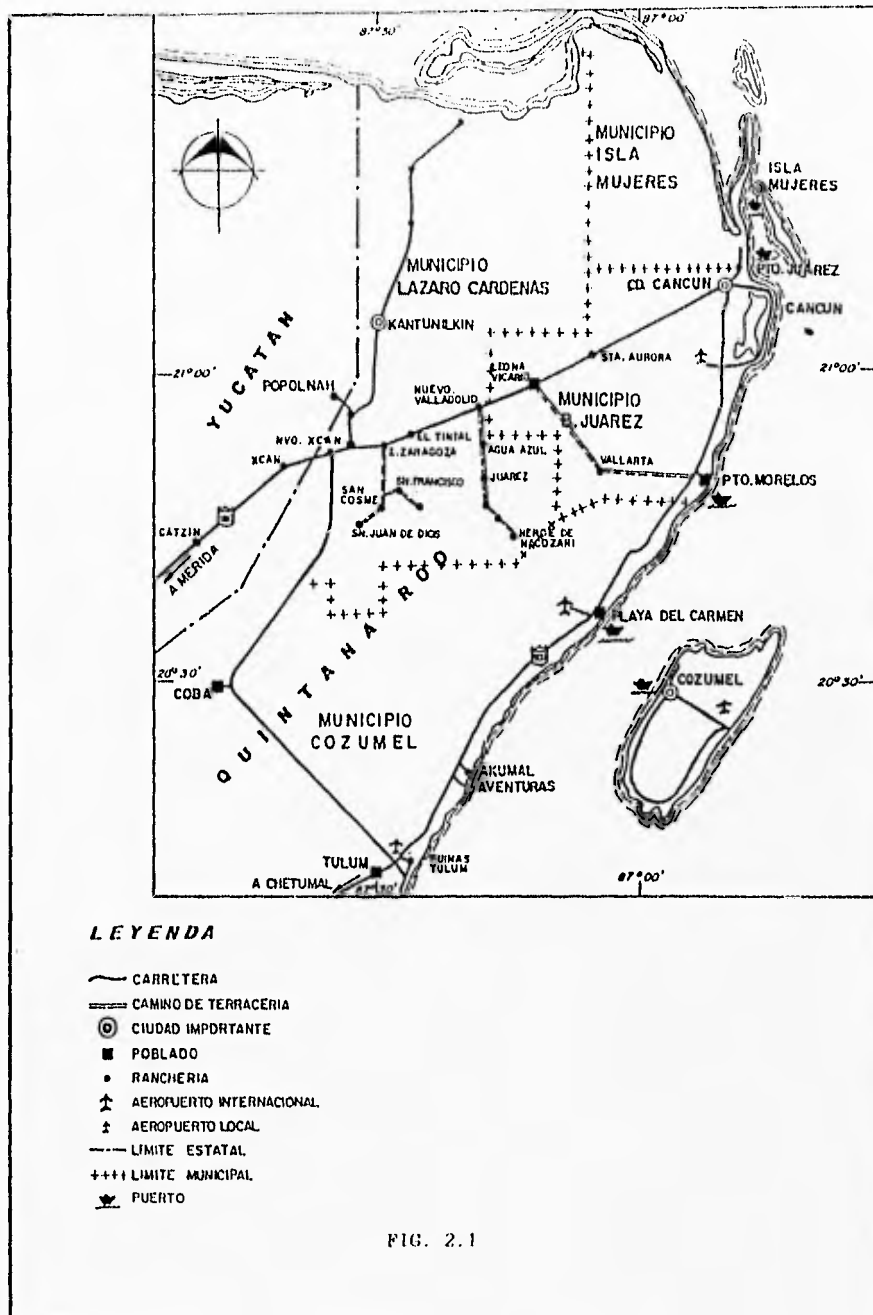 87°30'
87°00'
MUNICIPIO
ISLA
MUJERES
ISLA
MUJERES
PTO. JUAREZ
MUNICIPIO
LAZARO CARDENAS
CD. CANCUN
CANCUN
KANTUNILKIN
YUCATAN
21°00'
21°00'
STA. AURORA
LEONA
VICARIO
POPOLNAH
NUEVO.
VALLADOLID
MUNICIPIO
JUAREZ
NVO. XCAN
EL TINTAL
I. ZARAGOZA
AGUA AZUL
XCAN
VALLARTA
SN. FRANCISCO
JUAREZ
PTO. MORELOS
SAN
COSME
SN. JUAN DE DIOS
HEROE DE
NACOZARI
CATZIN
A MERIDA
QUINTANA ROO
PLAYA DEL CARMEN
20°30'
20°30'
COBA
COZUMEL
MUNICIPIO
COZUMEL
AKUMAL
AVENTURAS
TULUM
RUINAS
TULUM
A CHETUMAL
87°30'
87°00'
LEYENDA
CARRETERA
CAMINO DE TERRACERIA
CIUDAD IMPORTANTE
POBLADO
RANCHERIA
AEROPUERTO INTERNACIONAL
AEROPUERTO LOCAL
LIMITE ESTATAL
LIMITE MUNICIPAL
PUERTO
FIG. 2.1